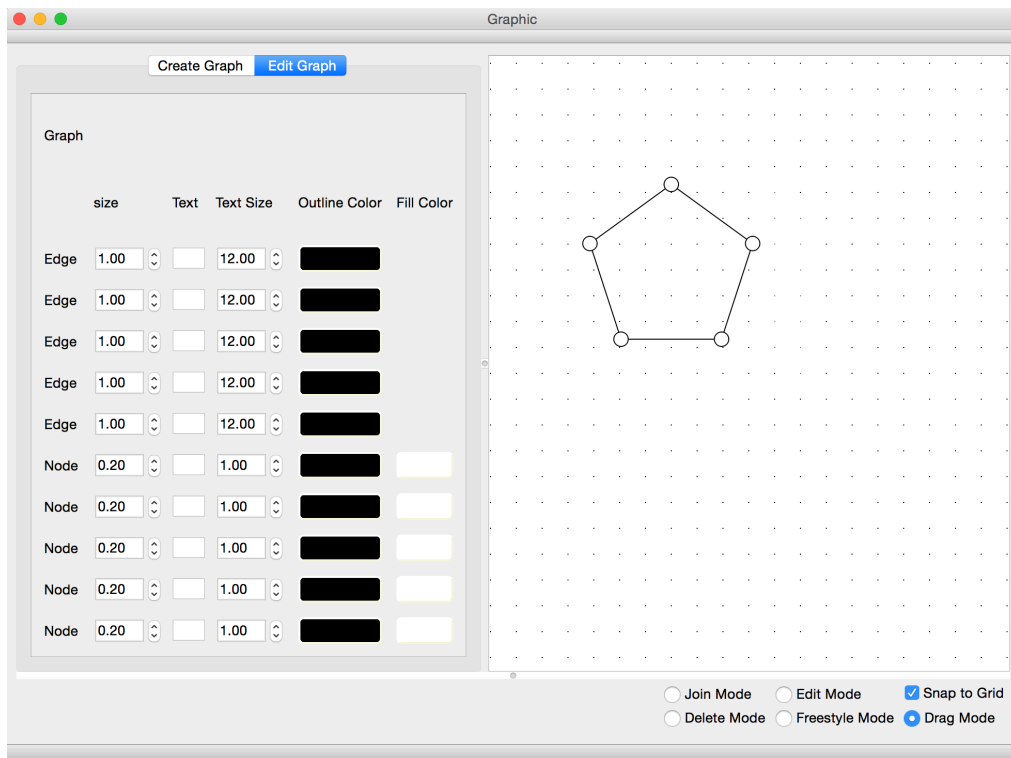 Graphic
Create Graph Edit Graph
Graph
size Text Text Size Outline Color Fill Color
Edge 1.00 12.00
Edge 1.00 12.00
Edge 1.00 12.00
Edge 1.00 12.00
Edge 1.00 12.00
Node 0.20 1.00
Node 0.20 1.00
Node 0.20 1.00
Node 0.20 1.00
Node 0.20 1.00
Join Mode Edit Mode Snap to Grid
Delete Mode Freestyle Mode Drag Mode